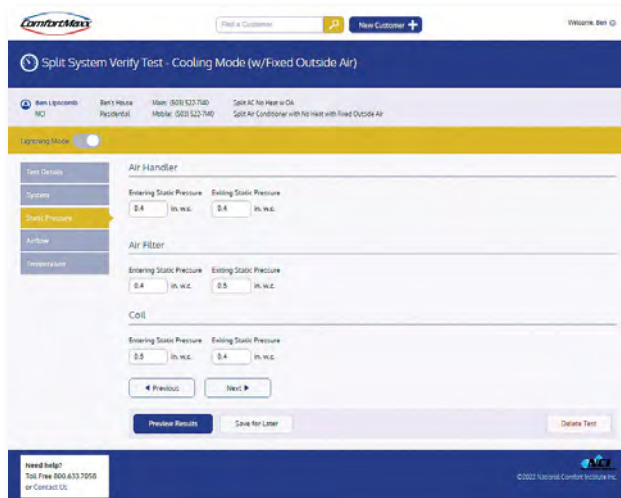 ComfortMaxx
Find a Customer
New Customer
Welcome, Ben
Split System Verify Test - Cooling Mode (w/Fixed Outside Air)
Ben Lipscomb Ben's House Main: (503) 522-7140 Split AC No Heat w OA
NCI Residential Mobile: (503) 522-7140 Split Air Conditioner with No Heat with Fixed Outside Air
Lightning Mode
Test Details
System
Static Pressure
Airflow
Temperature
Air Handler
Entering Static Pressure Exiting Static Pressure
0.4 in. w.c. 0.4 in. w.c.
Air Filter
Entering Static Pressure Exiting Static Pressure
0.4 in. w.c. 0.5 in. w.c.
Coil
Entering Static Pressure Exiting Static Pressure
0.5 in. w.c. 0.4 in. w.c.
Previous Next
Preview Results Save for Later Delete Test
Need help?
Toll Free 800.633.7058
or Contact Us
NCI
©2022 National Comfort Institute Inc.